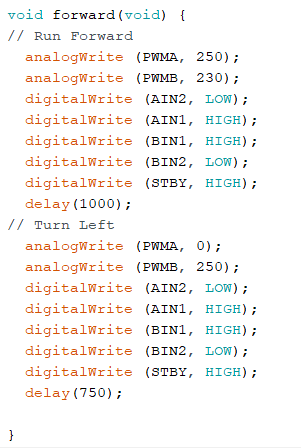 void forward(void) {
// Run Forward
  analogWrite (PWMA, 250);
  analogWrite (PWMB, 230);
  digitalWrite (AIN2, LOW);
  digitalWrite (AIN1, HIGH);
  digitalWrite (BIN1, HIGH);
  digitalWrite (BIN2, LOW);
  digitalWrite (STBY, HIGH);
  delay(1000);
// Turn Left
  analogWrite (PWMA, 0);
  analogWrite (PWMB, 250);
  digitalWrite (AIN2, LOW);
  digitalWrite (AIN1, HIGH);
  digitalWrite (BIN1, HIGH);
  digitalWrite (BIN2, LOW);
  digitalWrite (STBY, HIGH);
  delay(750);
}